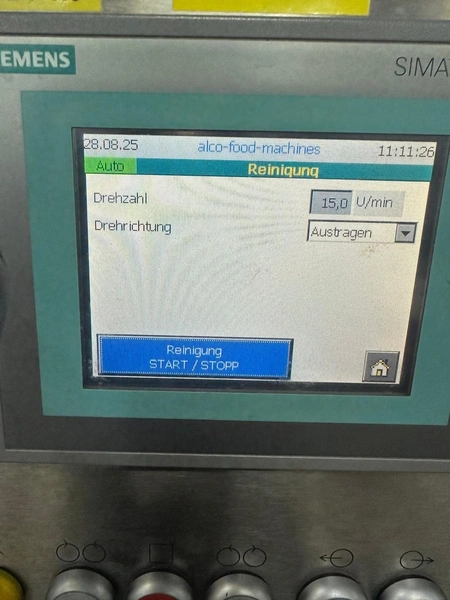 EMENS
SIMA
28.08.25 alco-food-machines 11:11:26
Auto Reinigung
Drehzahl 15,0 U/min
Drehrichtung Austragen
Reinigung
START / STOPP